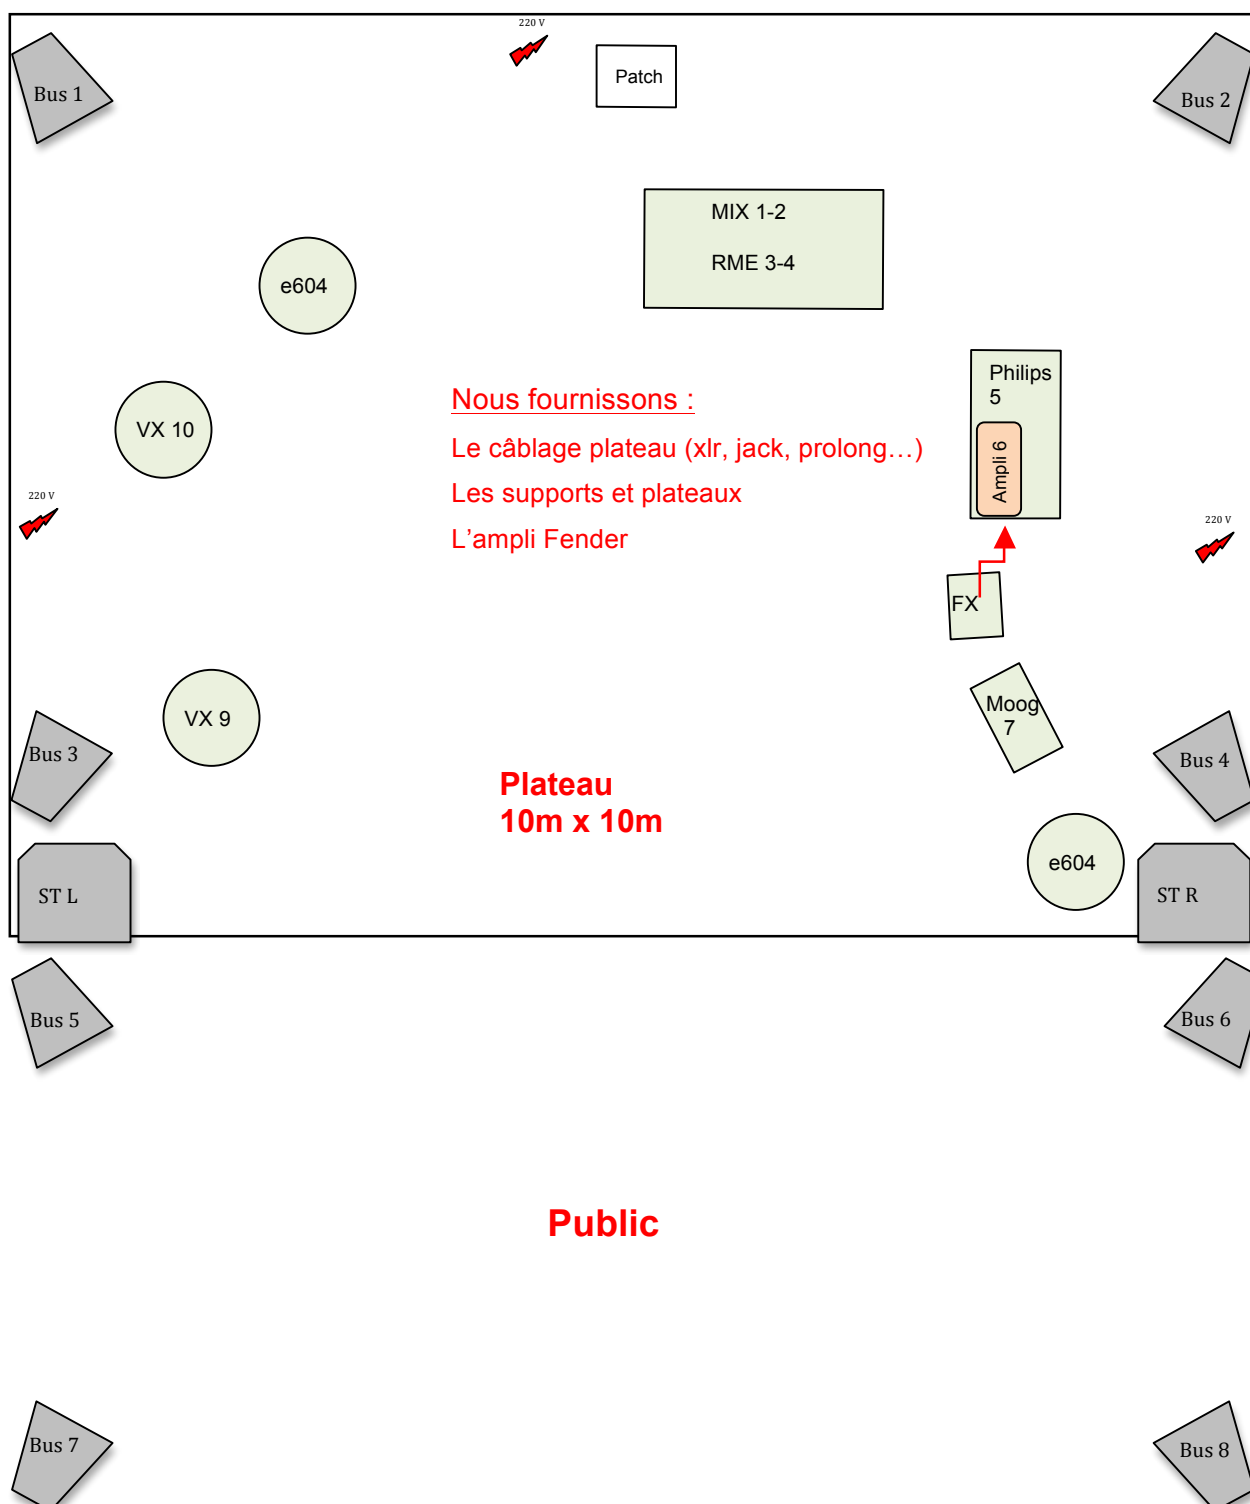 220 V
Patch
Bus 1
Bus 2
MIX 1-2
RME 3-4
e604
Philips
5
Ampli 6
VX 10
Nous fournissons :
Le câblage plateau (xlr, jack, prolong…)
Les supports et plateaux
L’ampli Fender
220 V
220 V
FX
Moog
7
VX 9
Bus 3
Bus 4
Plateau
10m x 10m
e604
ST L
ST R
Bus 5
Bus 6
Public
Bus 7
Bus 8